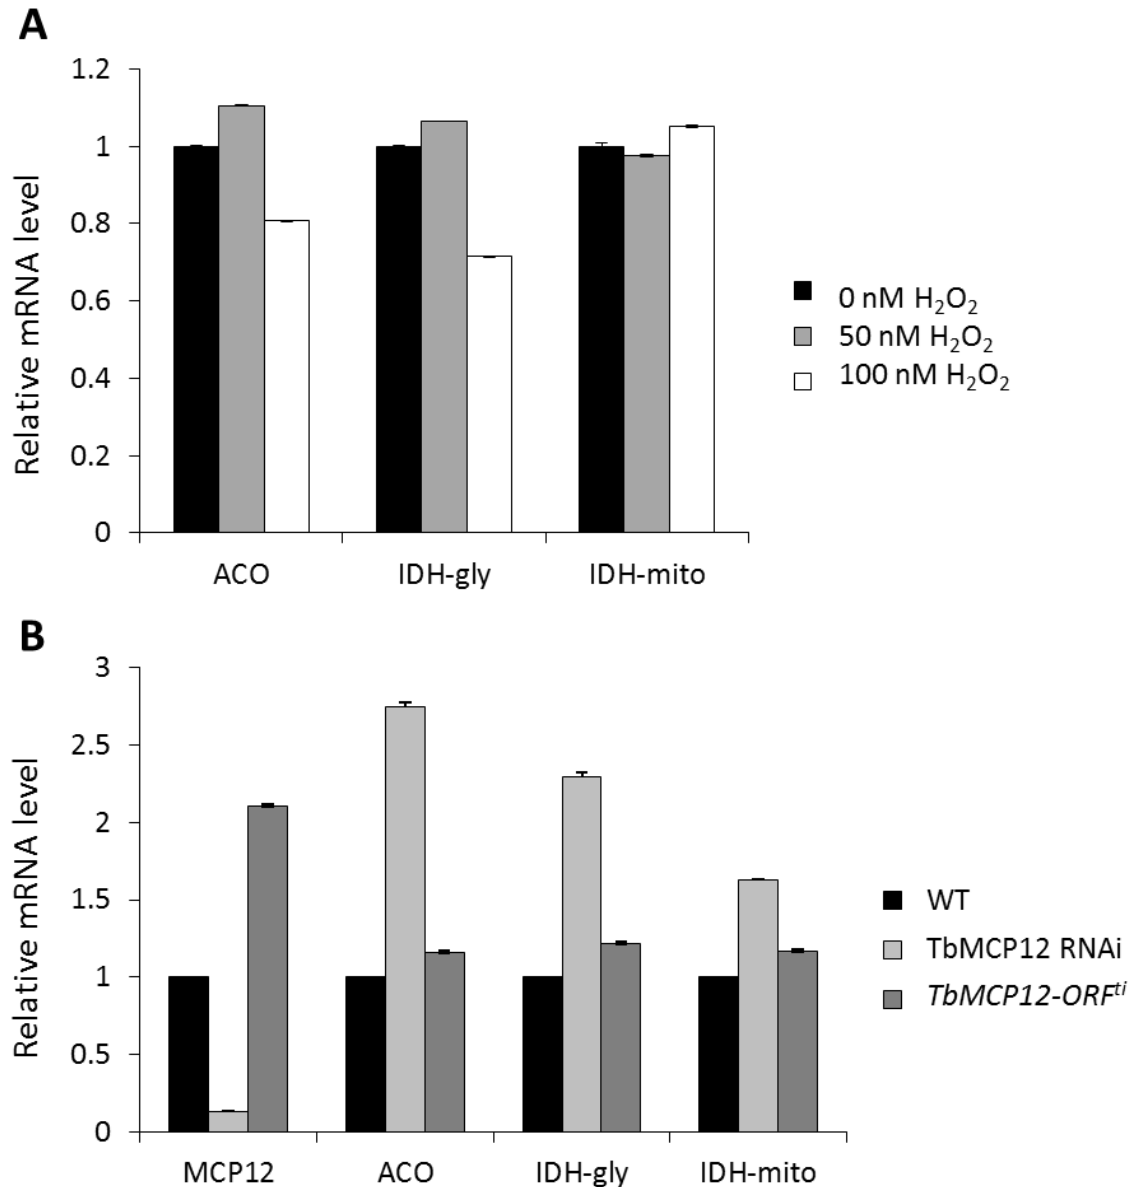 A
1.2
1
0.8
0.6
0.4
0.2
0
Relative mRNA level
ACO IDH-gly IDH-mito
0 nM H₂O₂
50 nM H₂O₂
100 nM H₂O₂
B
3
2.5
2
1.5
1
0.5
0
Relative mRNA level
MCP12 ACO IDH-gly IDH-mito
WT
TbMCP12 RNAi
TbMCP12-ORFᵗⁱ